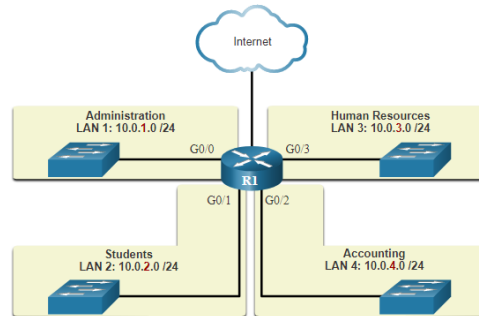 Internet
Administration
LAN 1: 10.0.1.0 /24
Human Resources
LAN 3: 10.0.3.0 /24
G0/0
G0/3
R1
G0/1
G0/2
Students
LAN 2: 10.0.2.0 /24
Accounting
LAN 4: 10.0.4.0 /24